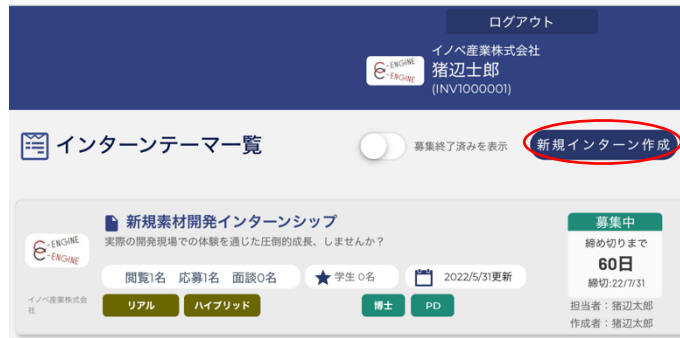 ログアウト
イノベ産業株式会社
C-ENGINE
C-ENGINE
猪辺士郎
(INV1000001)
インターンテーマ一覧
募集終了済みを表示
新規インターン作成
新規素材開発インターンシップ
実際の開発現場での体験を通じた圧倒的成長、しませんか？
C-ENGINE
C-ENGINE
閲覧1名 応募1名 面談0名
学生 0名
2022/5/31更新
イノベ産業株式会
社
リアル
ハイブリッド
博士
PD
募集中
締め切りまで
60日
締切:22/7/31
担当者：猪辺太郎
作成者：猪辺太郎